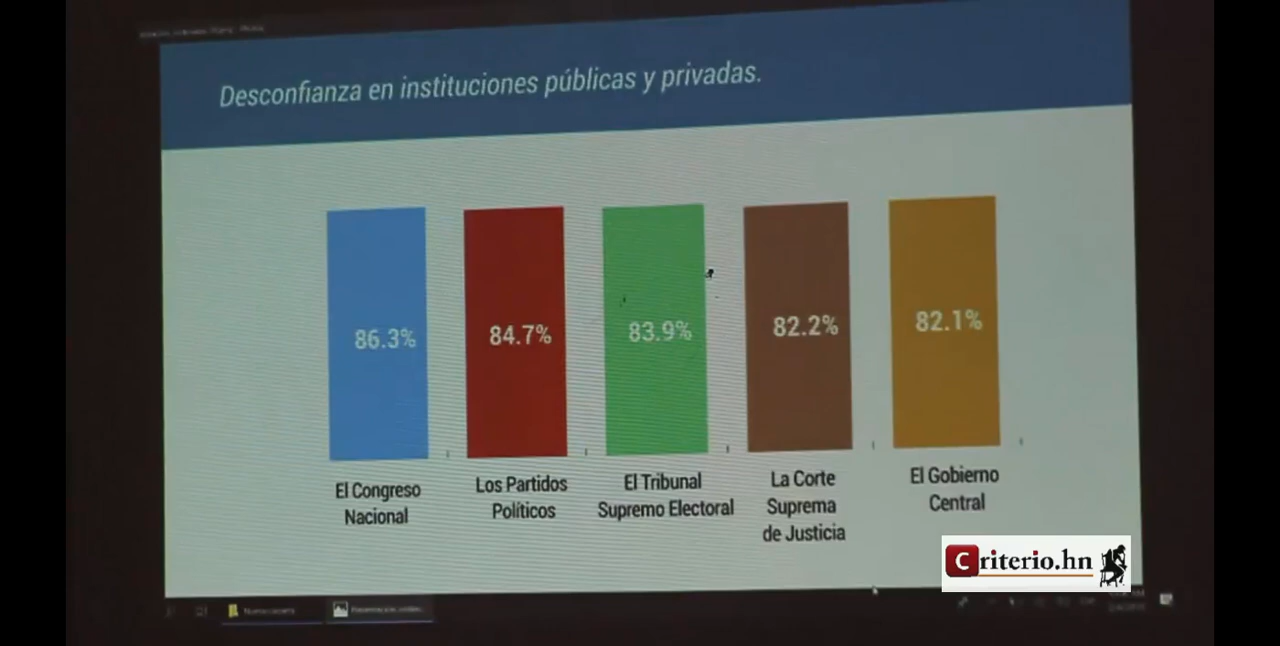 Desconfianza en instituciones públicas y privadas.
86.3%
84.7%
83.9%
82.2%
82.1%
El Congreso
Nacional
Los Partidos
Políticos
El Tribunal
Supremo Electoral
La Corte
Suprema
de Justicia
El Gobierno
Central
Criterio.hn